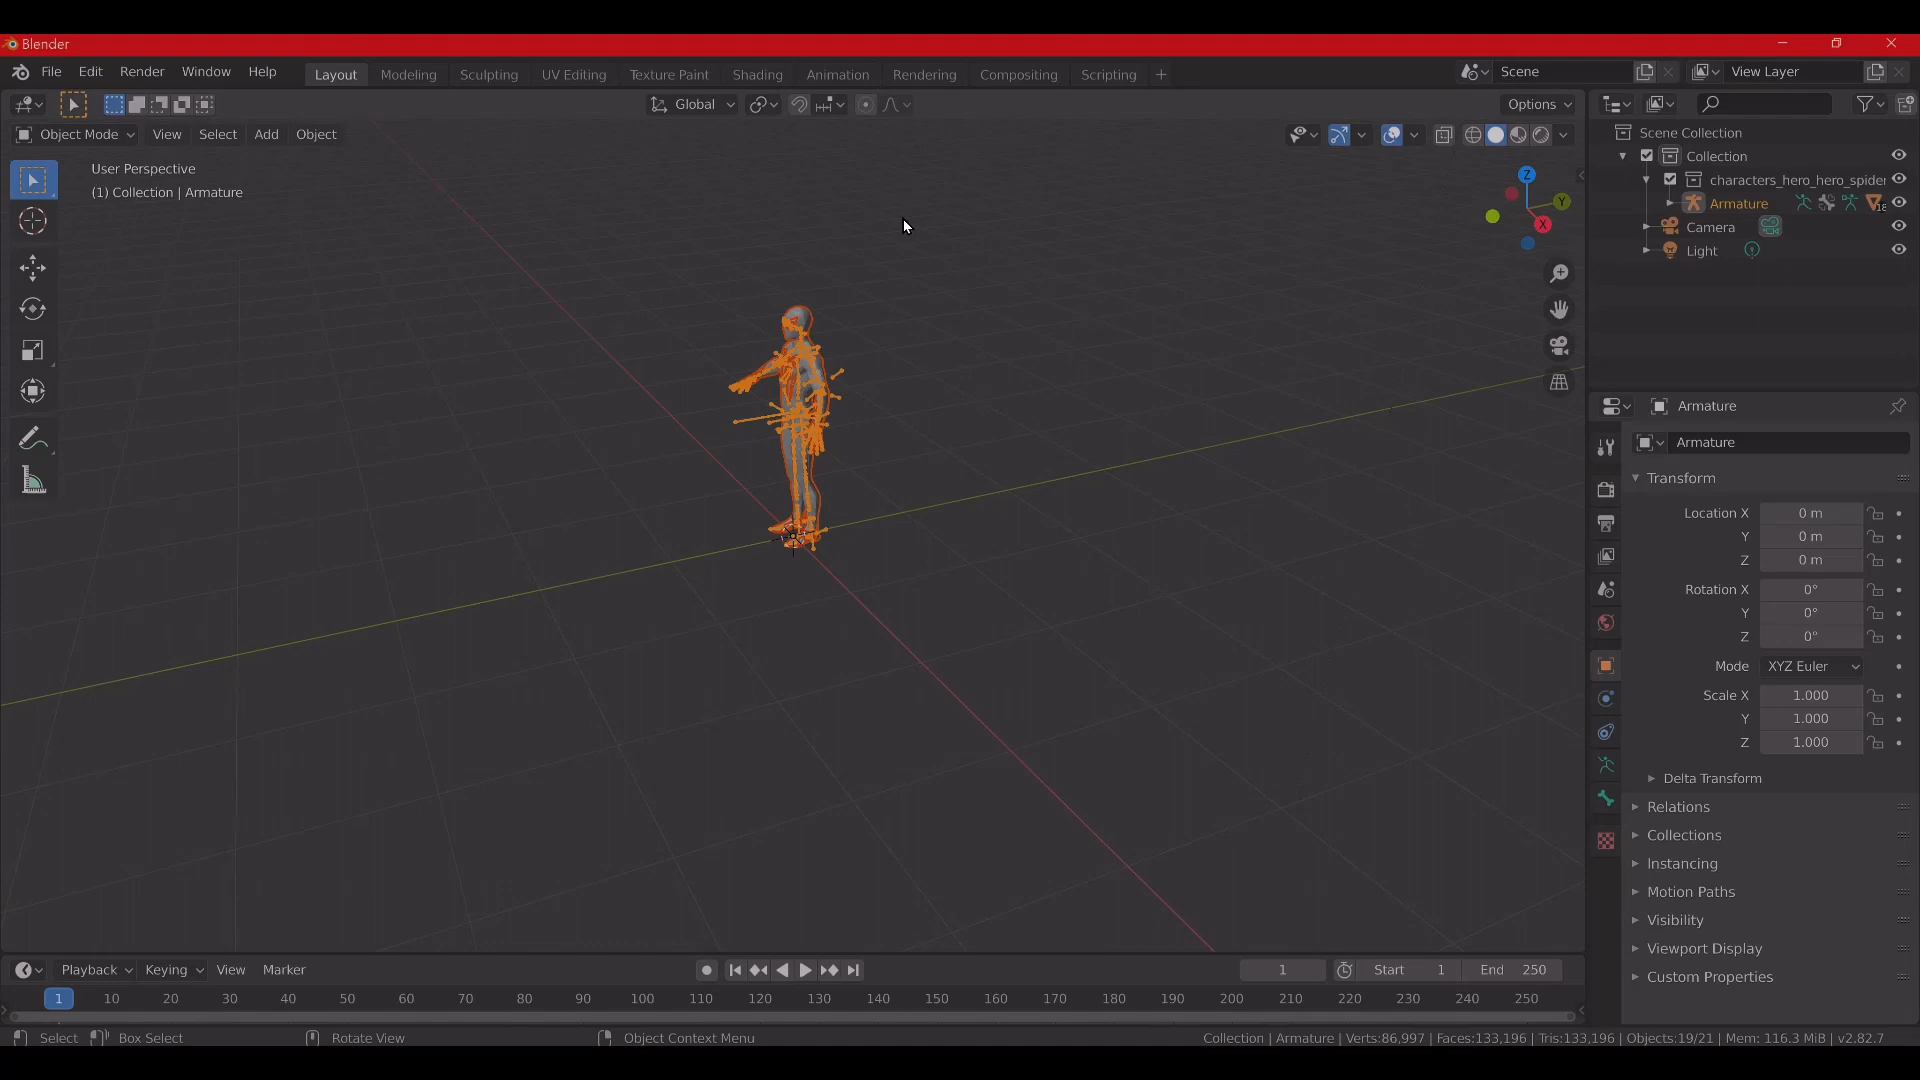 Blender
File Edit Render Window Help Layout Modeling Sculpting UV Editing Texture Paint Shading Animation Rendering Compositing Scripting + Scene View Layer
Global Options
Object Mode View Select Add Object
User Perspective
(1) Collection | Armature
Z
Y
X
Scene Collection
Collection
characters_hero_hero_spider
Armature 18
Camera
Light
Armature
Armature
Transform
Location X 0 m
Y 0 m
Z 0 m
Rotation X 0°
Y 0°
Z 0°
Mode XYZ Euler
Scale X 1.000
Y 1.000
Z 1.000
Delta Transform
Relations
Collections
Instancing
Motion Paths
Visibility
Viewport Display
Custom Properties
Playback Keying View Marker 1 Start 1 End 250
1 10 20 30 40 50 60 70 80 90 100 110 120 130 140 150 160 170 180 190 200 210 220 230 240 250
Select Box Select Rotate View Object Context Menu Collection | Armature | Verts:86,997 | Faces:133,196 | Tris:133,196 | Objects:19/21 | Mem: 116.3 MiB | v2.82.7